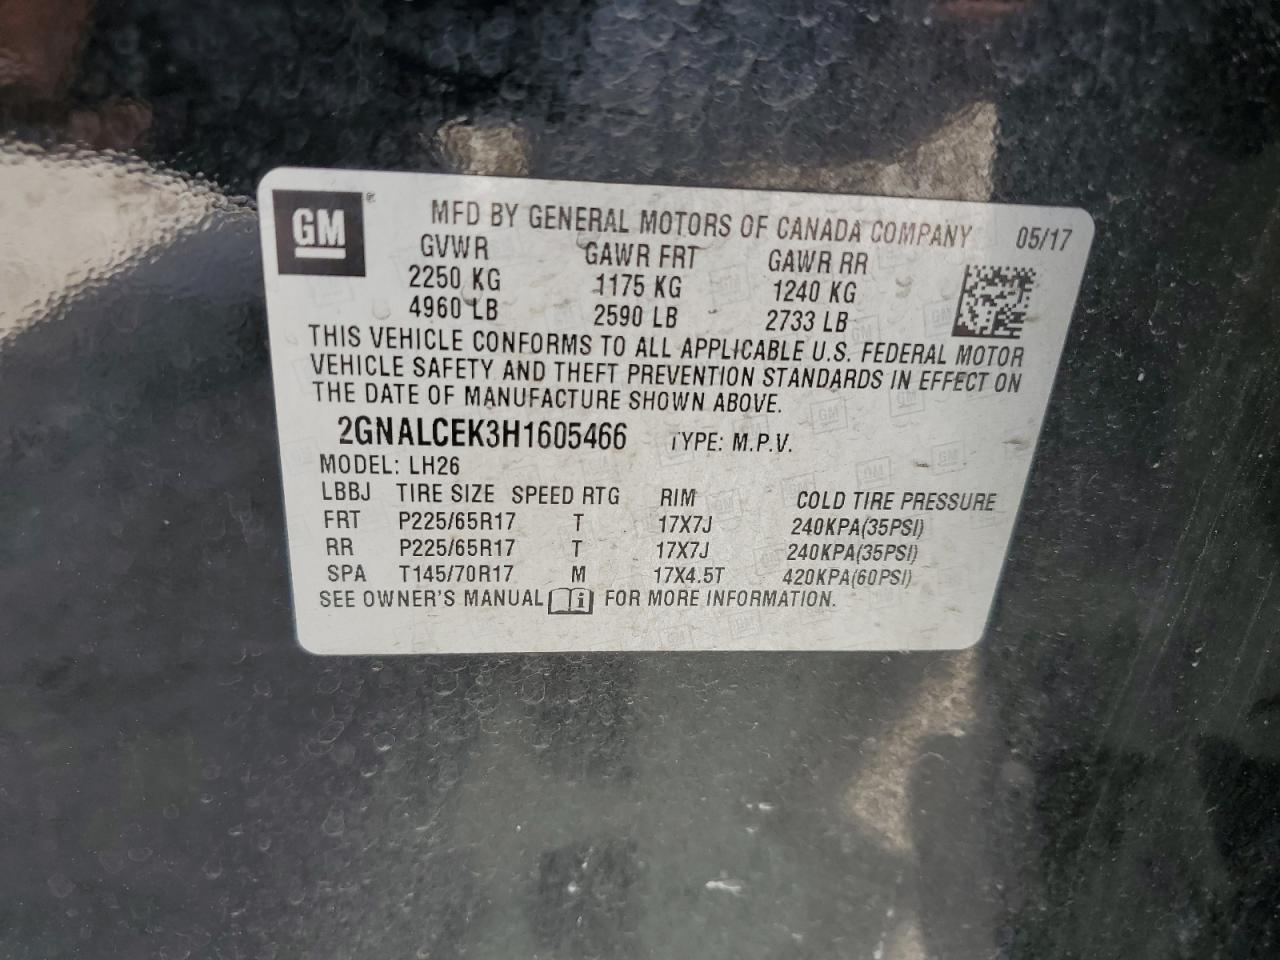 GM®
MFD BY GENERAL MOTORS OF CANADA COMPANY 05/17
GVWR GAWR FRT GAWR RR
2250 KG 1175 KG 1240 KG
4960 LB 2590 LB 2733 LB
THIS VEHICLE CONFORMS TO ALL APPLICABLE U.S. FEDERAL MOTOR
VEHICLE SAFETY AND THEFT PREVENTION STANDARDS IN EFFECT ON
THE DATE OF MANUFACTURE SHOWN ABOVE.
2GNALCEK3H1605466 TYPE: M.P.V.
MODEL: LH26
LBBJ TIRE SIZE SPEED RTG RIM COLD TIRE PRESSURE
FRT P225/65R17 T 17X7J 240KPA(35PSI)
RR P225/65R17 T 17X7J 240KPA(35PSI)
SPA T145/70R17 M 17X4.5T 420KPA(60PSI)
SEE OWNER'S MANUAL i FOR MORE INFORMATION.